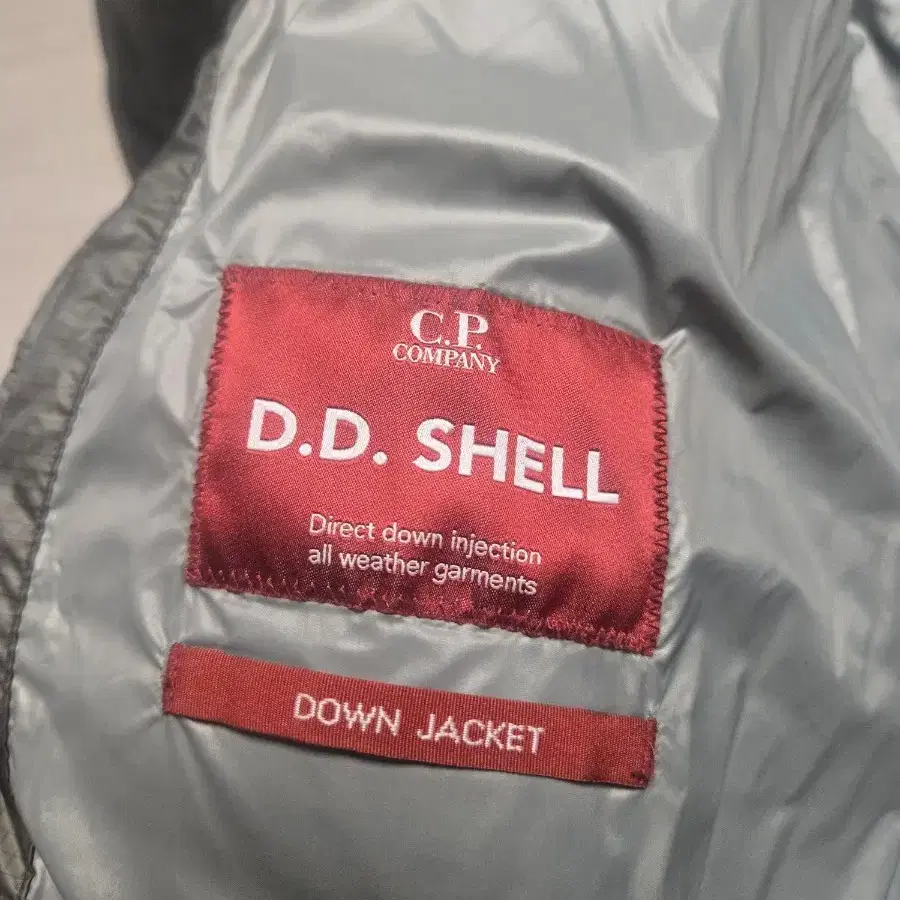 C.P.
COMPANY
D.D. SHELL
Direct down injection
all weather garments
DOWN JACKET